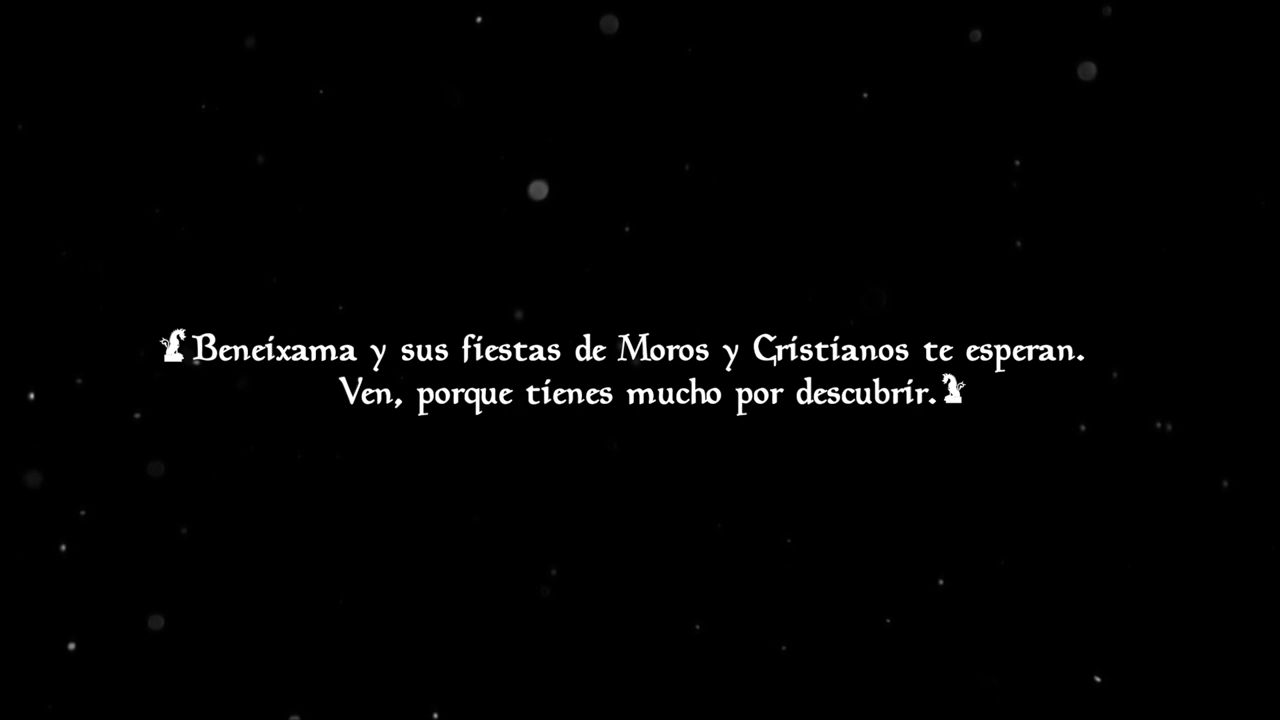 Beneixama y sus fiestas de Moros y Cristianos te esperan.
Ven, porque tienes mucho por descubrir.